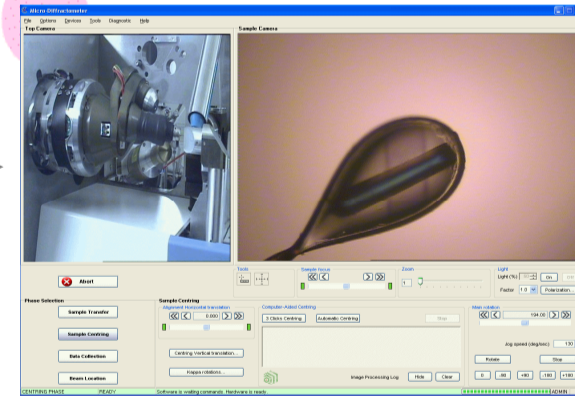 Micro-Diffractometer
File Options Devices Tools Diagnostic Help
Top Camera
Sample Camera
Abort
Tools
Sample focus
Zoom
1
Light
Light (%)
On
Factor 1.0 Polarization...
Phase Selection
Sample Transfer
Sample Centring
Data Collection
Beam Location
Sample Centring
Alignment Horizontal translation
0.000
Centring Vertical translation...
Kappa rotations...
Computer-Aided Centring
3 Clicks Centring Automatic Centring Stop
Image Processing Log Hide Clear
Main rotation
104.00
Jog speed (deg/sec) 130
Rotate Stop
0 -90 +90 -180 +180
CENTRING PHASE READY Software is waiting commands. Hardware is ready. ADMIN